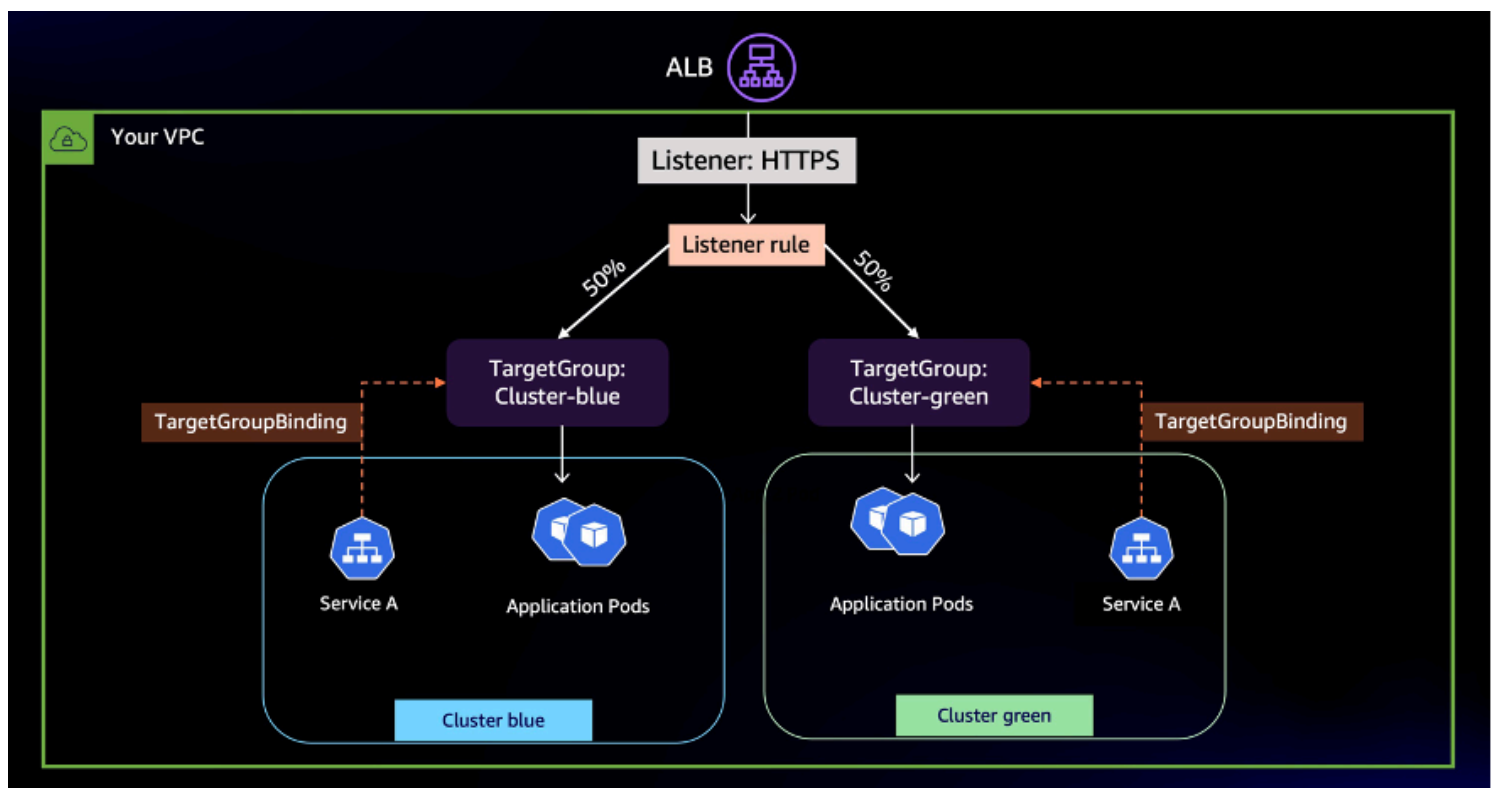 ALB
Your VPC
Listener: HTTPS
Listener rule
50%
50%
TargetGroup:
Cluster-blue
TargetGroup:
Cluster-green
TargetGroupBinding
TargetGroupBinding
Service A
Application Pods
Application Pods
Service A
Cluster blue
Cluster green